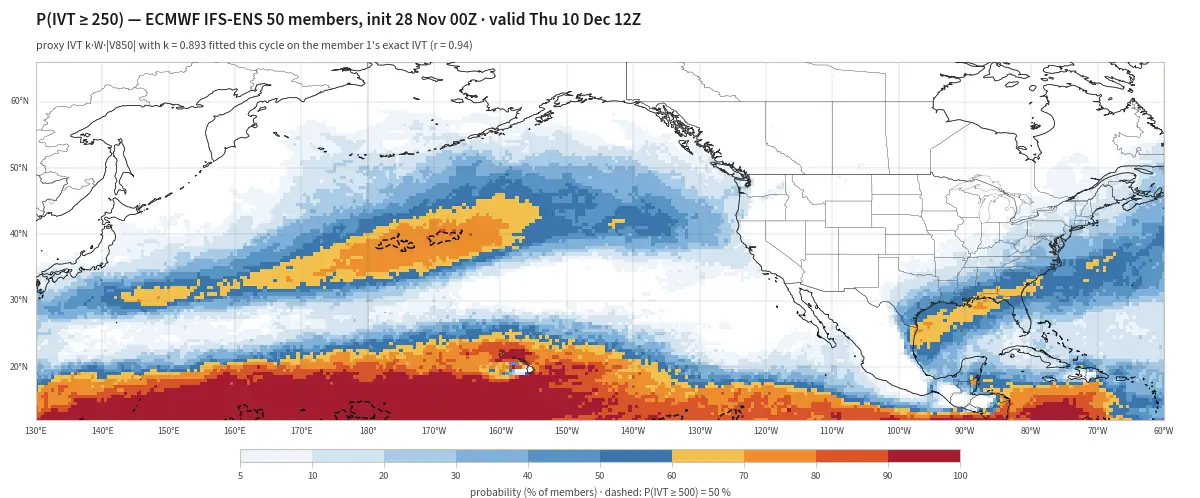 P(IVT ≥ 250) — ECMWF IFS-ENS 50 members, init 28 Nov 00Z · valid Thu 10 Dec 12Z
proxy IVT k·W·|V850| with k = 0.893 fitted this cycle on the member 1's exact IVT (r = 0.94)
60°N
50°N
40°N
30°N
20°N
130°E 140°E 150°E 160°E 170°E 180° 170°W 160°W 150°W 140°W 130°W 120°W 110°W 100°W 90°W 80°W 70°W 60°W
5 10 20 30 40 50 60 70 80 90 100
probability (% of members) · dashed: P(IVT ≥ 500) = 50 %